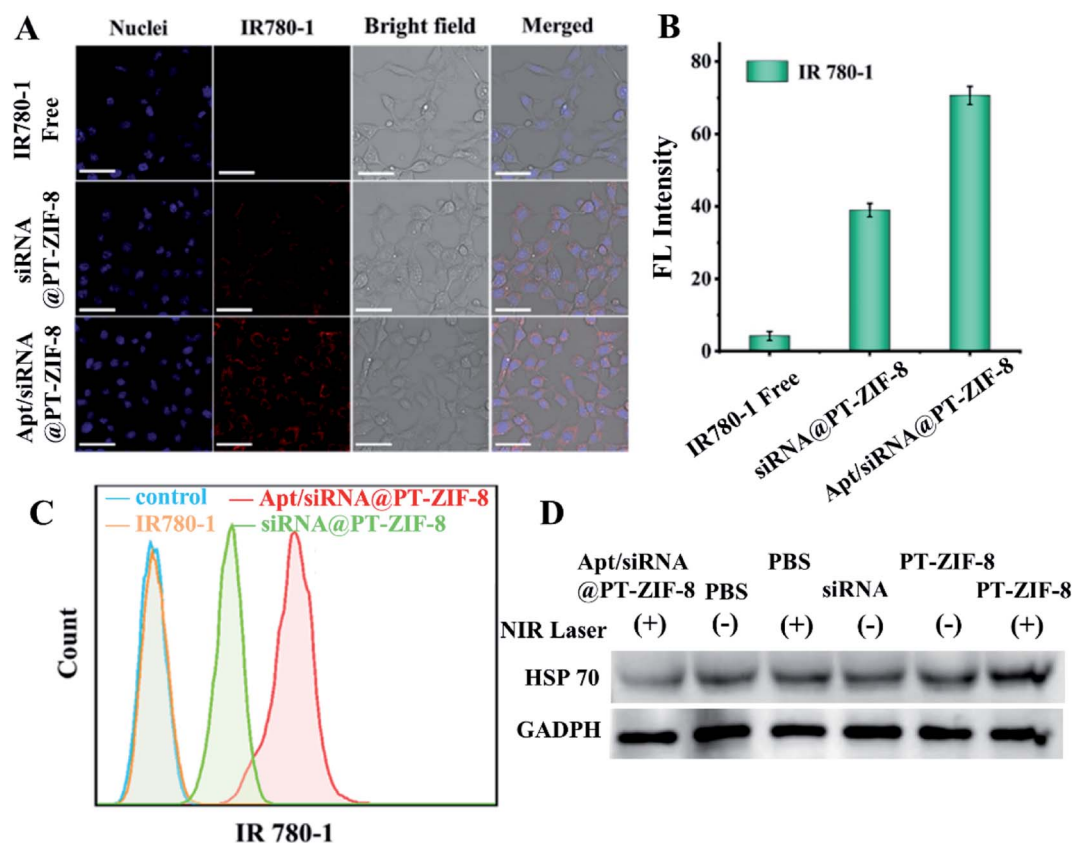 A
Nuclei IR780-1 Bright field Merged
IR780-1
Free
siRNA
@PT-ZIF-8
Apt/siRNA
@PT-ZIF-8
B
IR 780-1
FL Intensity
80
60
40
20
0
IR780-1 Free
siRNA@PT-ZIF-8
Apt/siRNA@PT-ZIF-8
C
control Apt/siRNA@PT-ZIF-8
IR780-1 siRNA@PT-ZIF-8
Count
IR 780-1
D
Apt/siRNA PBS PT-ZIF-8
@PT-ZIF-8 PBS siRNA PT-ZIF-8
NIR Laser (+) (-) (+) (-) (-) (+)
HSP 70
GADPH